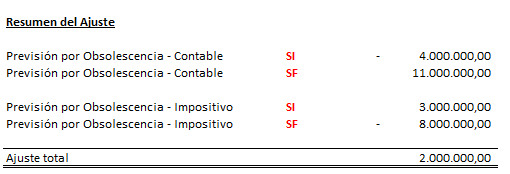 Resumen del Ajuste
Previsión por Obsolescencia - Contable SI - 4.000.000,00
Previsión por Obsolescencia - Contable SF 11.000.000,00
Previsión por Obsolescencia - Impositivo SI 3.000.000,00
Previsión por Obsolescencia - Impositivo SF - 8.000.000,00
Ajuste total 2.000.000,00